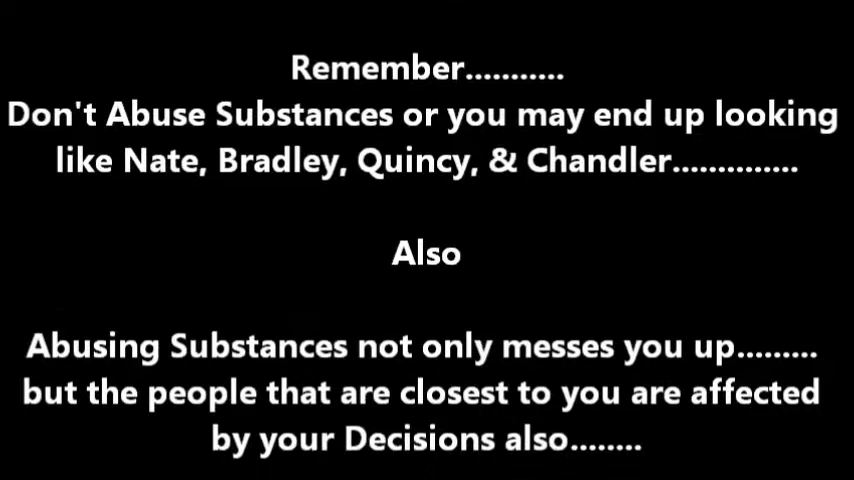 Remember...........
Don't Abuse Substances or you may end up looking
like Nate, Bradley, Quincy, & Chandler..............
Also
Abusing Substances not only messes you up.........
but the people that are closest to you are affected
by your Decisions also........